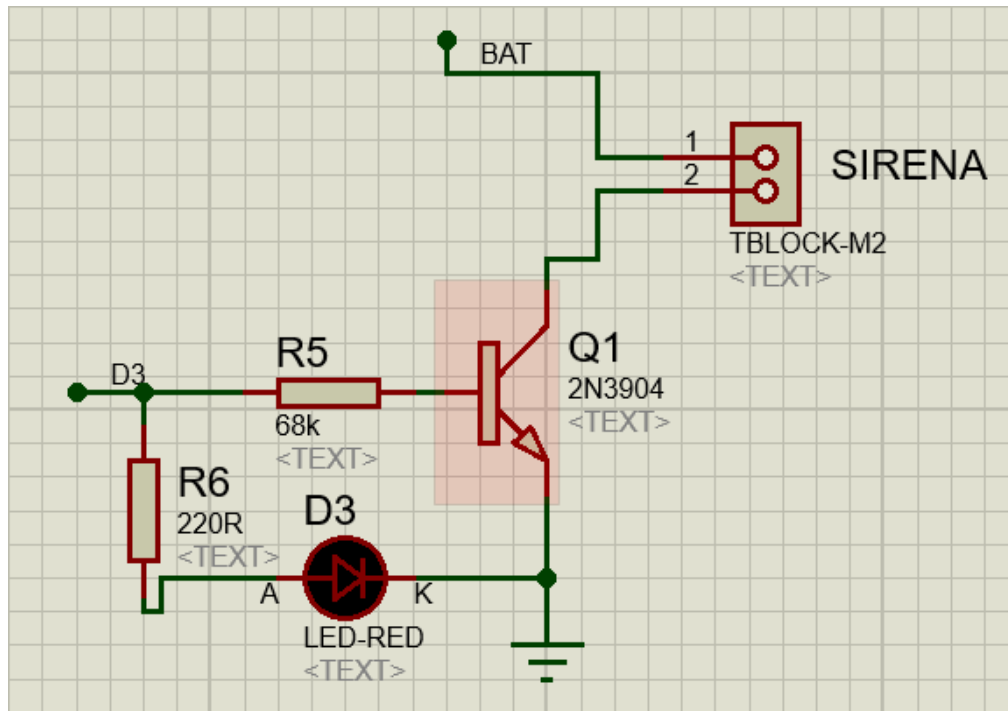 BAT
1
2
SIRENA
TBLOCK-M2
<TEXT>
D3
R5
68k
<TEXT>
Q1
2N3904
<TEXT>
R6
220R
<TEXT>
D3
A
K
LED-RED
<TEXT>